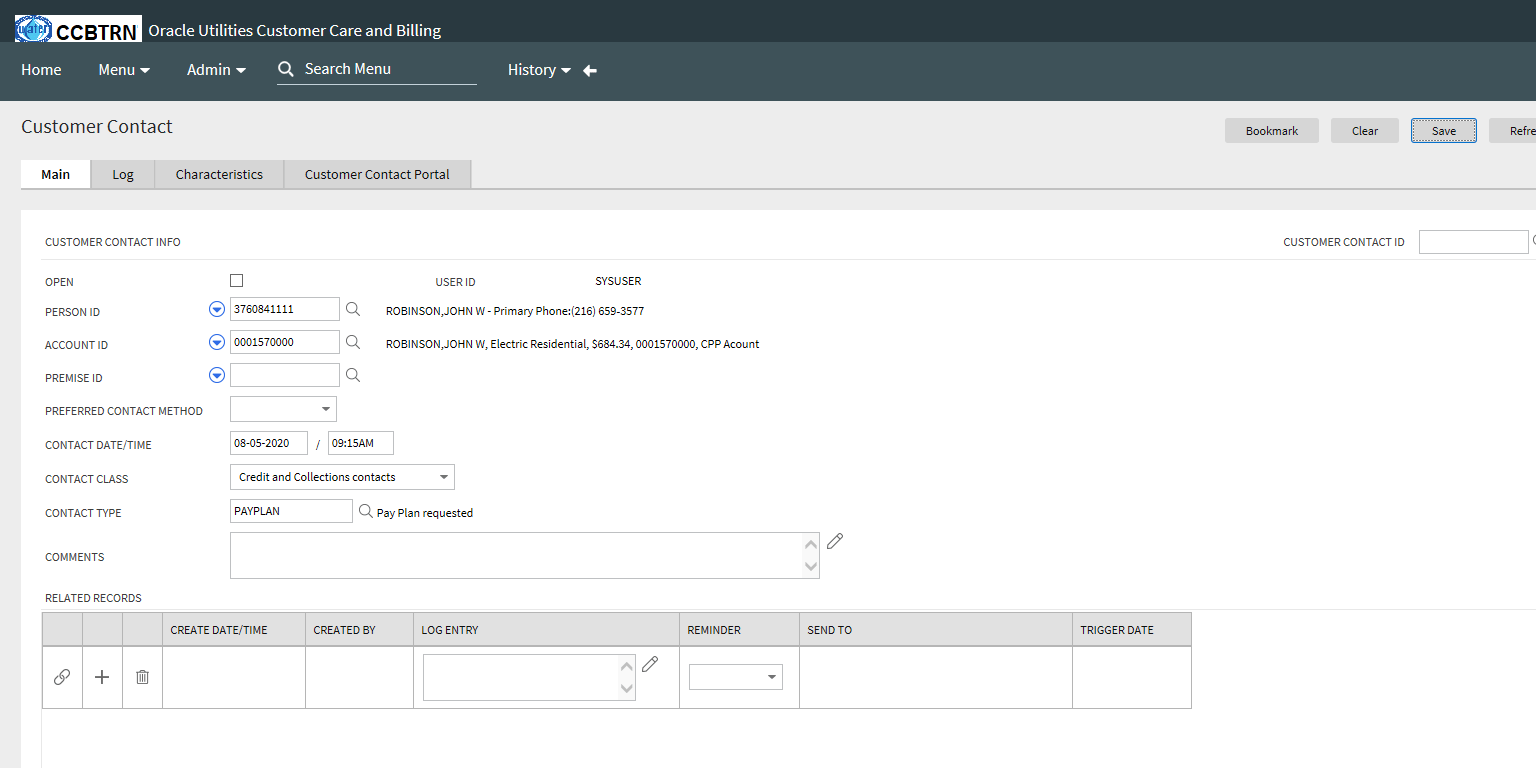 water CCBTRN Oracle Utilities Customer Care and Billing
Home Menu Admin Search Menu History
Customer Contact
Bookmark Clear Save Refre
Main Log Characteristics Customer Contact Portal
CUSTOMER CONTACT INFO CUSTOMER CONTACT ID
OPEN USER ID SYSUSER
PERSON ID 3760841111 ROBINSON,JOHN W - Primary Phone:(216) 659-3577
ACCOUNT ID 0001570000 ROBINSON,JOHN W, Electric Residential, $684.34, 0001570000, CPP Acount
PREMISE ID
PREFERRED CONTACT METHOD
CONTACT DATE/TIME 08-05-2020 / 09:15AM
CONTACT CLASS Credit and Collections contacts
CONTACT TYPE PAYPLAN Pay Plan requested
COMMENTS
RELATED RECORDS
CREATE DATE/TIME CREATED BY LOG ENTRY REMINDER SEND TO TRIGGER DATE